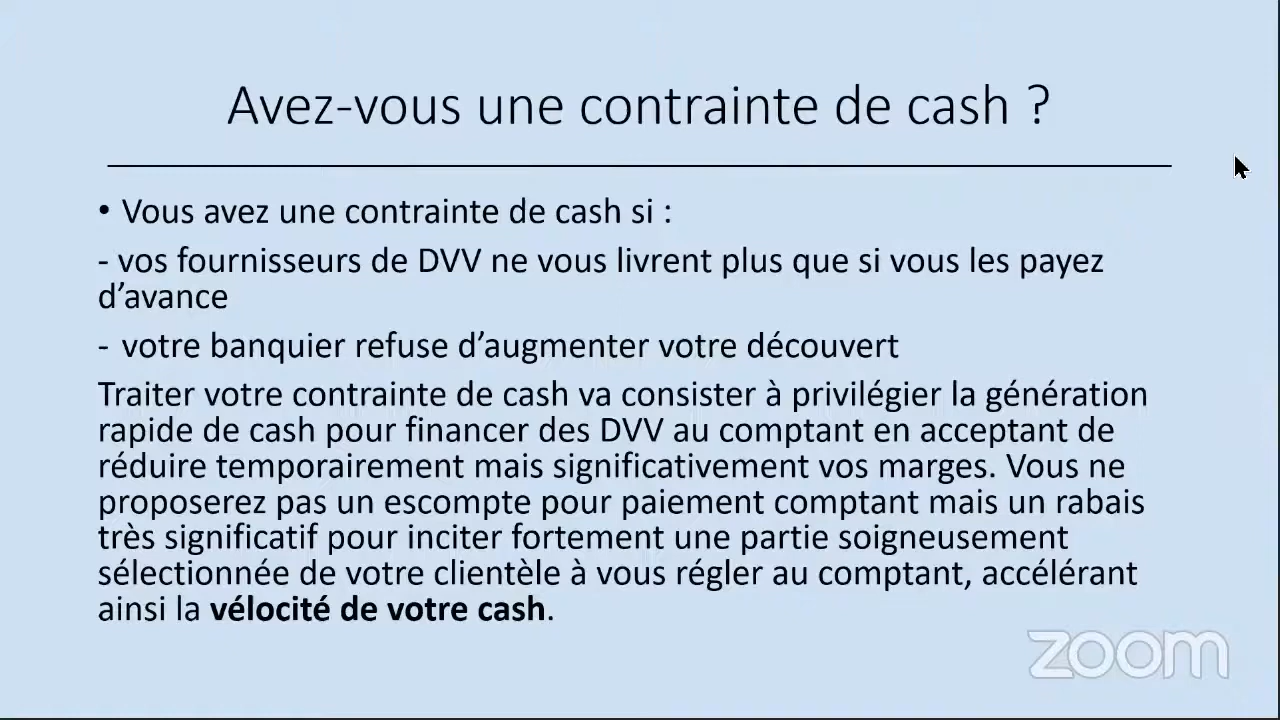 Avez-vous une contrainte de cash ?
• Vous avez une contrainte de cash si :
- vos fournisseurs de DVV ne vous livrent plus que si vous les payez
d’avance
- votre banquier refuse d’augmenter votre découvert
Traiter votre contrainte de cash va consister à privilégier la génération
rapide de cash pour financer des DVV au comptant en acceptant de
réduire temporairement mais significativement vos marges. Vous ne
proposerez pas un escompte pour paiement comptant mais un rabais
très significatif pour inciter fortement une partie soigneusement
sélectionnée de votre clientèle à vous régler au comptant, accélérant
ainsi la vélocité de votre cash.
zoom